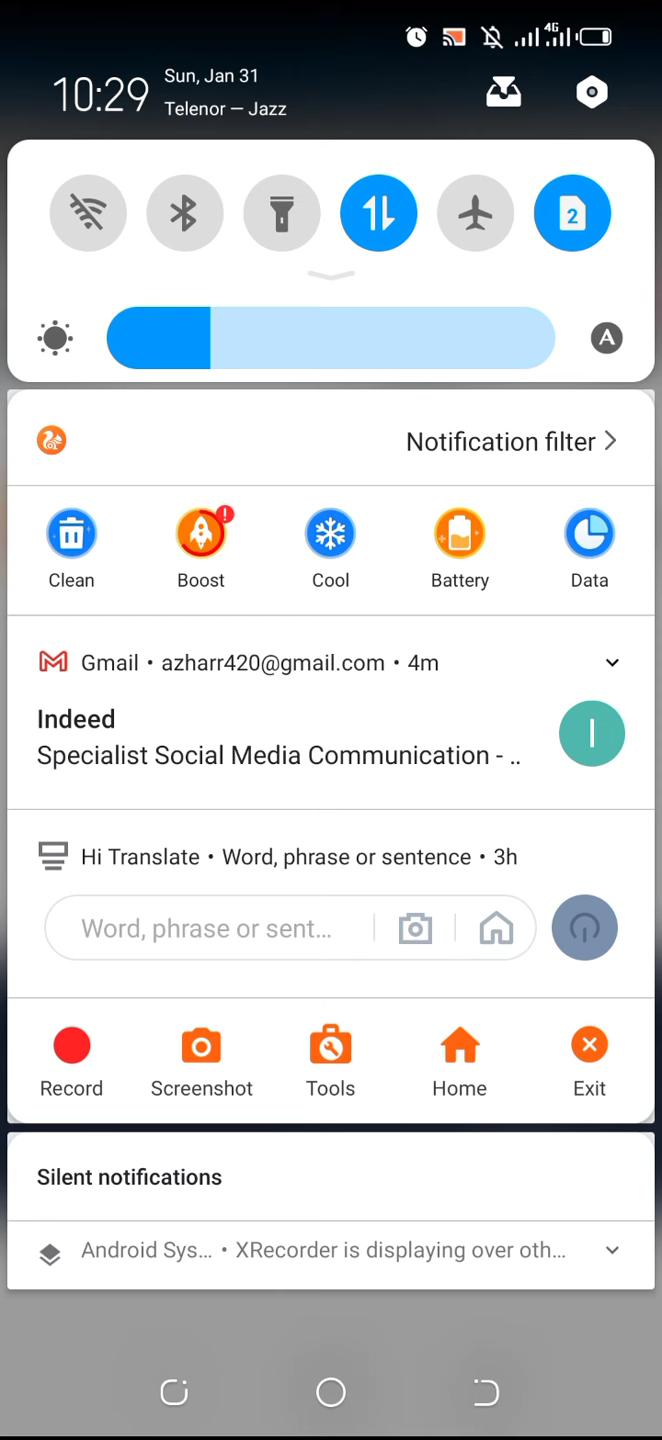 4G
10:29
Sun, Jan 31
Telenor — Jazz
2
A
Notification filter
!
Clean
Boost
Cool
Battery
Data
Gmail • azharr420@gmail.com • 4m
Indeed
I
Specialist Social Media Communication - ..
Hi Translate • Word, phrase or sentence • 3h
Word, phrase or sent...
Record
Screenshot
Tools
Home
Exit
Silent notifications
Android Sys... • XRecorder is displaying over oth...